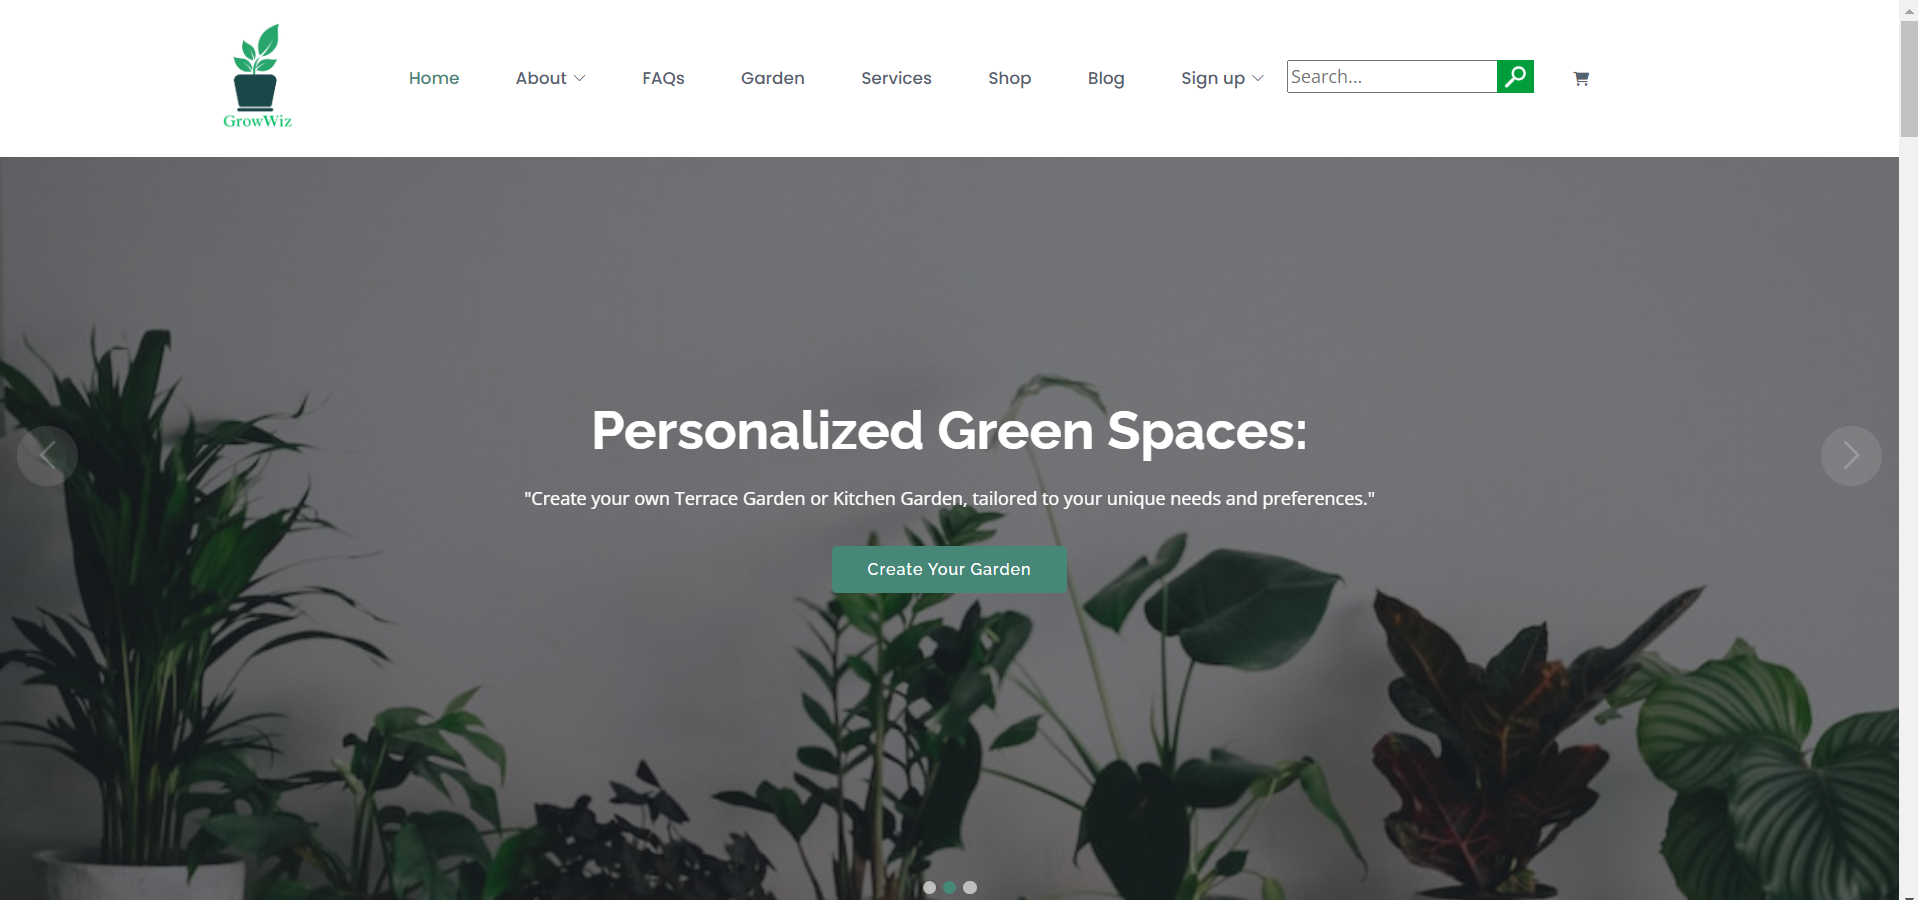 GrowWiz
Home About FAQs Garden Services Shop Blog Sign up Search...
Personalized Green Spaces:
"Create your own Terrace Garden or Kitchen Garden, tailored to your unique needs and preferences."
Create Your Garden